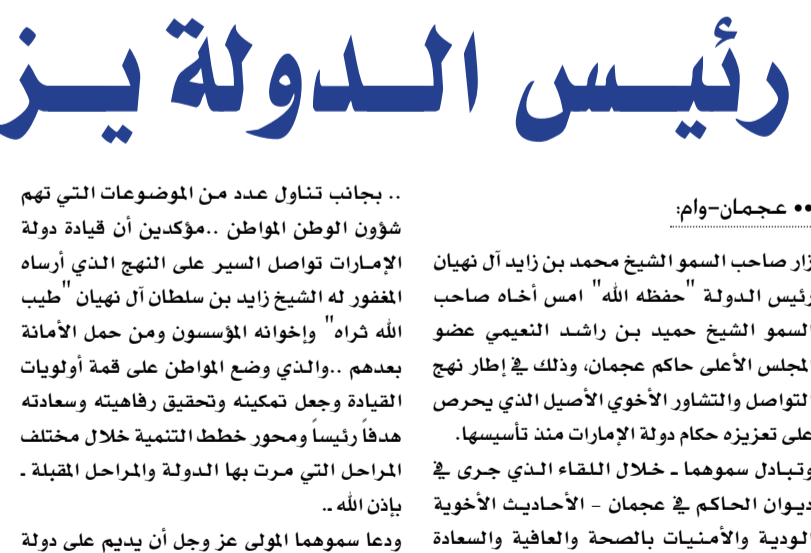 رئيس الدولة يز
•• عجمان-وام:
زار صاحب السمو الشيخ محمد بن زايد آل نهيان
رئيس الدولة "حفظه الله" امس أخاه صاحب
السمو الشيخ حميد بن راشد النعيمي عضو
المجلس الأعلى حاكم عجمان، وذلك في إطار نهج
التواصل والتشاور الأخوي الأصيل الذي يحرص
على تعزيزه حكام دولة الإمارات منذ تأسيسها.
وتبادل سموهما ـ خلال اللقاء الذي جرى في
ديوان الحاكم في عجمان – الأحاديث الأخوية
الودية والأمنيات بالصحة والعافية والسعادة
.. بجانب تناول عدد من الموضوعات التي تهم
شؤون الوطن المواطن ..مؤكدين أن قيادة دولة
الإمارات تواصل السير على النهج الذي أرساه
المغفور له الشيخ زايد بن سلطان آل نهيان "طيب
الله ثراه" وإخوانه المؤسسون ومن حمل الأمانة
بعدهم ..والذي وضع المواطن على قمة أولويات
القيادة وجعل تمكينه وتحقيق رفاهيته وسعادته
هدفاً رئيساً ومحور خطط التنمية خلال مختلف
المراحل التي مرت بها الدولة والمراحل المقبلة ـ
بإذن الله ـ.
ودعا سموهما المولى عز وجل أن يديم على دولة